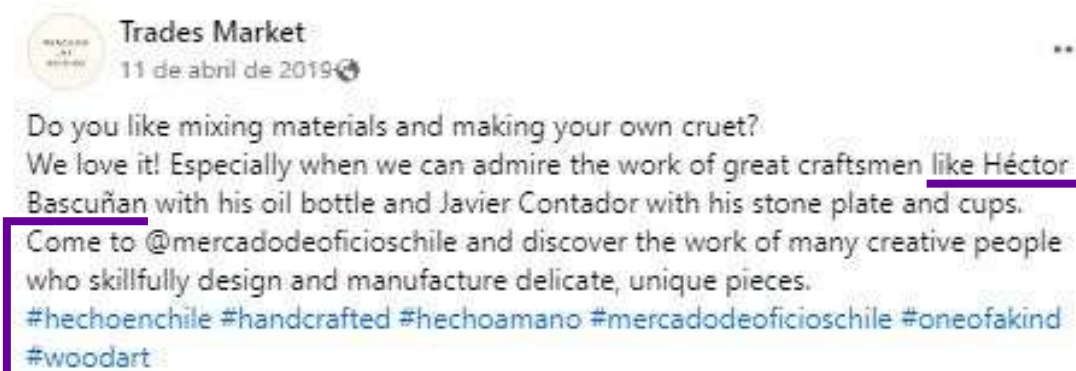 Trades Market
11 de abril de 2019
Do you like mixing materials and making your own cruet?
We love it! Especially when we can admire the work of great craftsmen like Héctor
Bascuñan with his oil bottle and Javier Contador with his stone plate and cups.
Come to @mercadodeoficioschile and discover the work of many creative people
who skillfully design and manufacture delicate, unique pieces.
#hechoenchile #handcrafted #hechoamano #mercadodeoficioschile #oneofakind
#woodart